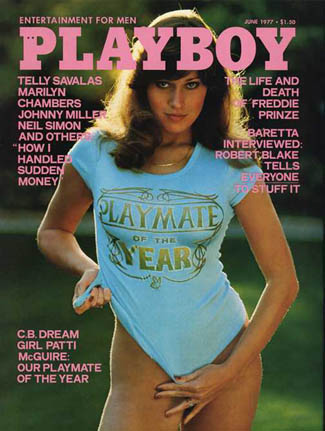 ENTERTAINMENT FOR MEN
JUNE 1977 • $1.50
PLAYBOY
TELLY SAVALAS
MARILYN
CHAMBERS
JOHNNY MILLER
NEIL SIMON
AND OTHERS:
"HOW I
HANDLED
SUDDEN
MONEY"
THE LIFE AND
DEATH
OF FREDDIE
PRINZE
BARETTA
INTERVIEWED:
ROBERT BLAKE
TELLS
EVERYONE
TO STUFF IT
PLAYMATE
OF THE
YEAR
C.B. DREAM
GIRL PATTI
McGUIRE:
OUR PLAYMATE
OF THE YEAR